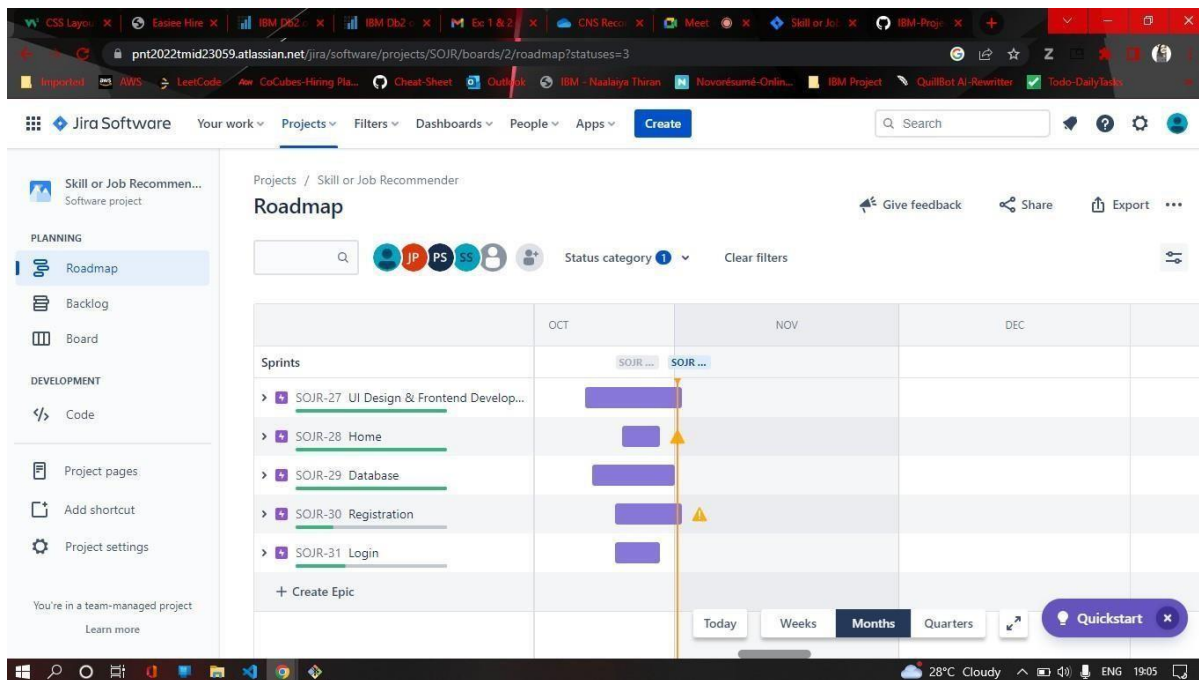 CSS Layou
Easiee Hire
IBM Db2
IBM Db2
Ex 1 & 2
CNS Reco
Meet
Skill or Jo
IBM-Proje
pnt2022tmid23059.atlassian.net/jira/software/projects/SOJR/boards/2/roadmap?statuses=3
Imported
AWS
LeetCode
CoCubes-Hiring Pla...
Cheat-Sheet
Outlook
IBM - Naalaiya Thiran
Novorésumé-Onlin...
IBM Project
QuillBot AI-Rewritter
Todo-DailyTasks
Jira Software
Your work
Projects
Filters
Dashboards
People
Apps
Create
Search
Skill or Job Recommen...
Software project
PLANNING
Roadmap
Backlog
Board
DEVELOPMENT
Code
Project pages
Add shortcut
Project settings
You're in a team-managed project
Learn more
Projects / Skill or Job Recommender
Roadmap
Give feedback
Share
Export
JP
PS
SS
Status category 1
Clear filters
OCT
NOV
DEC
Sprints
SOJR ...
SOJR ...
SOJR-27 UI Design & Frontend Develop...
SOJR-28 Home
SOJR-29 Database
SOJR-30 Registration
SOJR-31 Login
+ Create Epic
Today
Weeks
Months
Quarters
Quickstart
28°C Cloudy
ENG
19:05